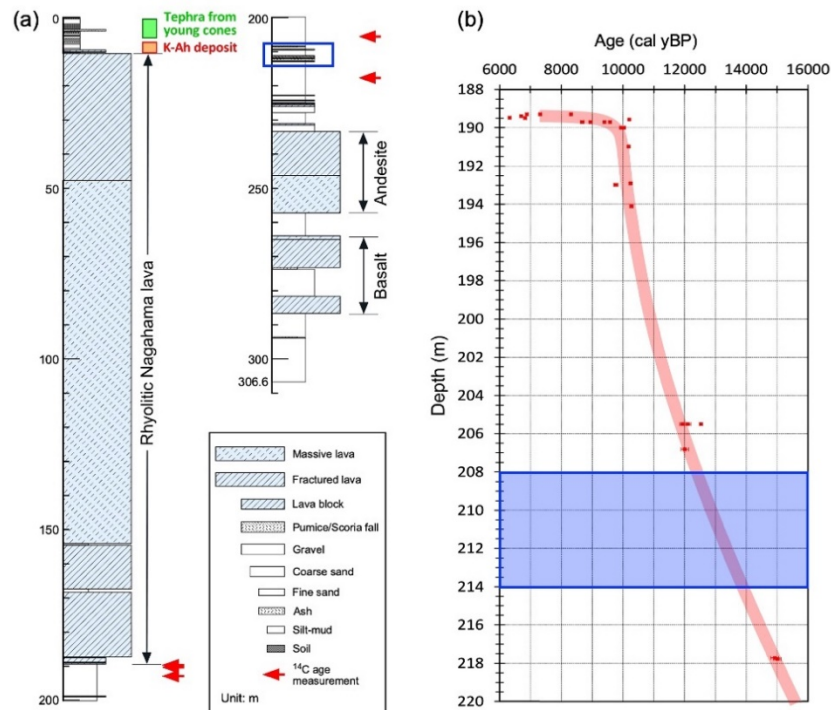 (a)
Tephra from
young cones
K-Ah deposit
0
50
100
150
200
Rhyolitic Nagahama lava
200
250
300
306.6
Andesite
Basalt
Massive lava
Fractured lava
Lava block
Pumice/Scoria fall
Gravel
Coarse sand
Fine sand
Ash
Silt-mud
Soil
14C age
measurement
Unit: m
(b)
Age (cal yBP)
6000 8000 10000 12000 14000 16000
Depth (m)
188
190
192
194
196
198
200
202
204
206
208
210
212
214
216
218
220